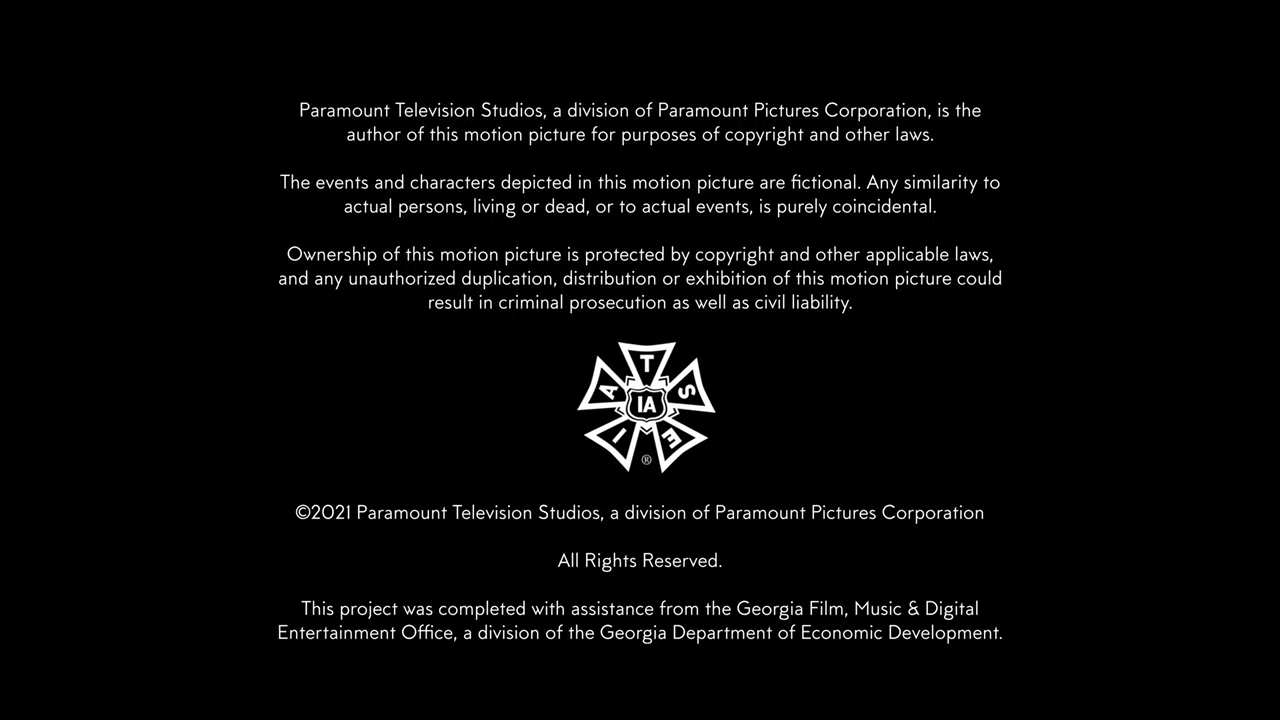 Paramount Television Studios, a division of Paramount Pictures Corporation, is the
author of this motion picture for purposes of copyright and other laws.
The events and characters depicted in this motion picture are fictional. Any similarity to
actual persons, living or dead, or to actual events, is purely coincidental.
Ownership of this motion picture is protected by copyright and other applicable laws,
and any unauthorized duplication, distribution or exhibition of this motion picture could
result in criminal prosecution as well as civil liability.
I A T S E
IA
®
©2021 Paramount Television Studios, a division of Paramount Pictures Corporation
All Rights Reserved.
This project was completed with assistance from the Georgia Film, Music & Digital
Entertainment Office, a division of the Georgia Department of Economic Development.